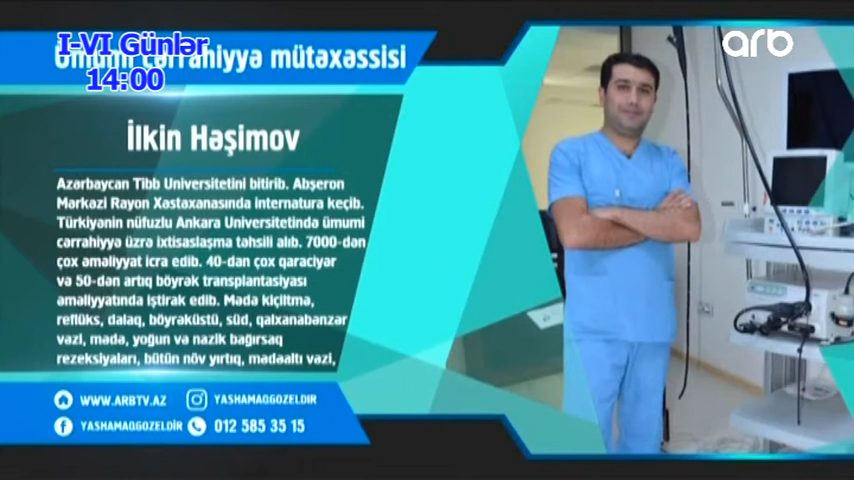 I-VI Günlər
14:00
Ümumi cərrahiyyə mütəxəssisi
arb
İlkin Həşimov
Azərbaycan Tibb Universitetini bitirib. Abşeron
Mərkəzi Rayon Xəstəxanasında internatura keçib.
Türkiyənin nüfuzlu Ankara Universitetində ümumi
cərrahiyyə üzrə ixtisaslaşma təhsili alıb. 7000-dən
çox əməliyyat icra edib. 40-dan çox qaraciyər
və 50-dən artıq böyrək transplantasiyası
əməliyyatında iştirak edib. Mədə kiçiltmə,
reflüks, dalaq, böyrəküstü, süd, qalxanabənzər
vəzi, mədə, yoğun və nazik bağırsaq
rezeksiyaları, bütün növ yırtıq, mədəaltı vəzi,
WWW.ARBTV.AZ YASHAMAQGOZELDIR
YASHAMAQGOZELDİR 012 585 35 15